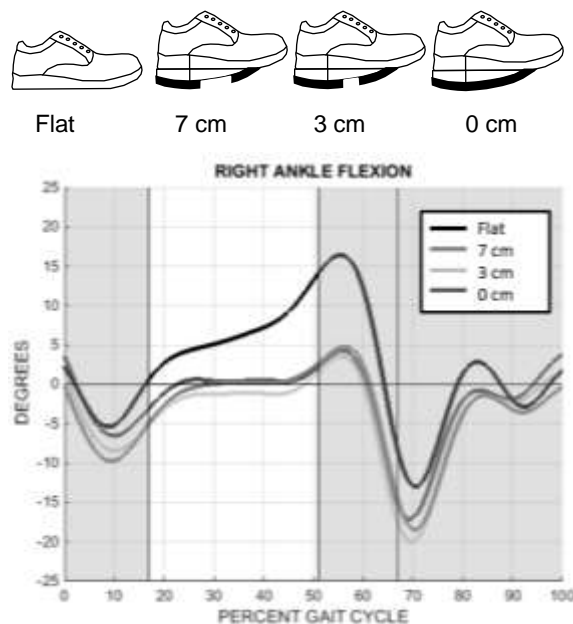 Flat 7 cm 3 cm 0 cm
RIGHT ANKLE FLEXION
25
20
15
10
5
0
-5
-10
-15
-20
-25
DEGREES
Flat
7 cm
3 cm
0 cm
0 10 20 30 40 50 60 70 80 90 100
PERCENT GAIT CYCLE